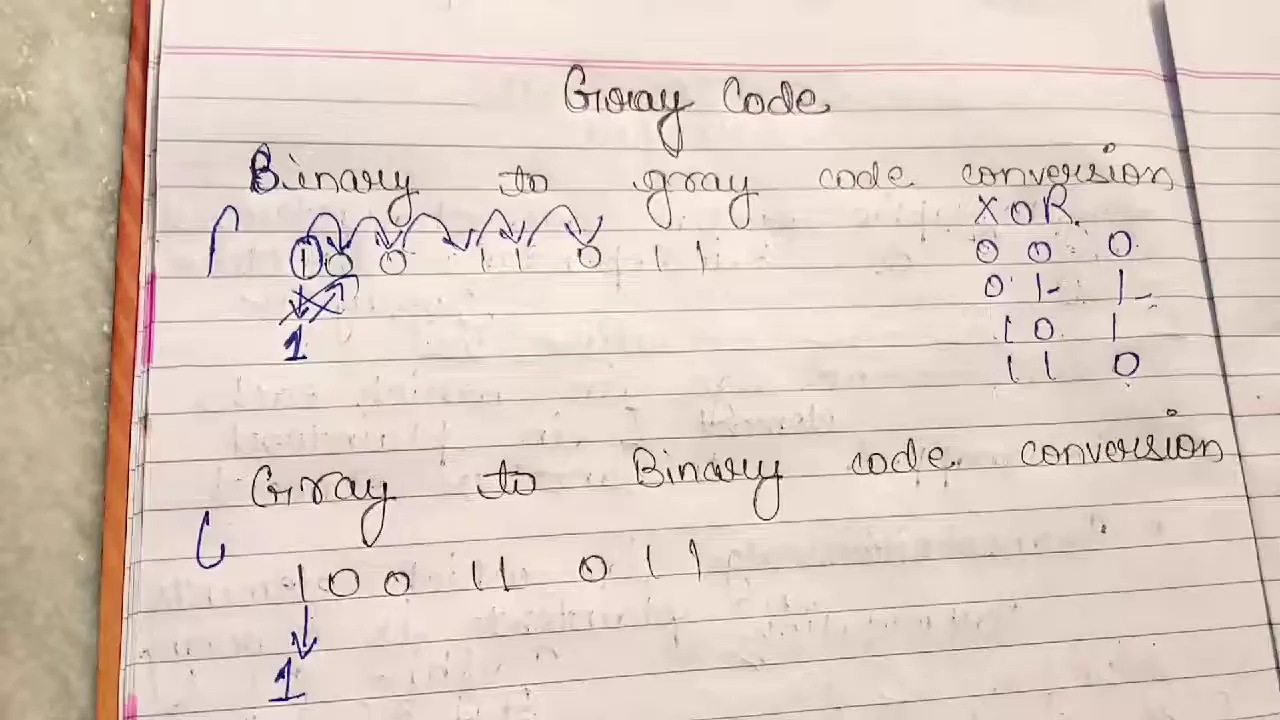 Gray Code
Binary to gray code conversion
XOR
1 0 0 1 1 0 1 1
0 0 0
0 1 1
1
1 0 1
1 1 0
Gray to Binary code conversion
1 0 0 1 1 0 1 1
1